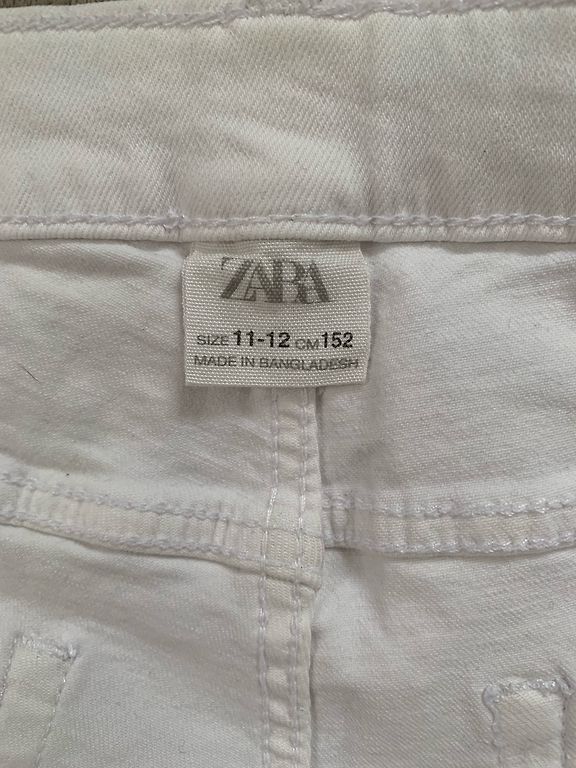 ZARA
SIZE 11-12 CM 152
MADE IN BANGLADESH